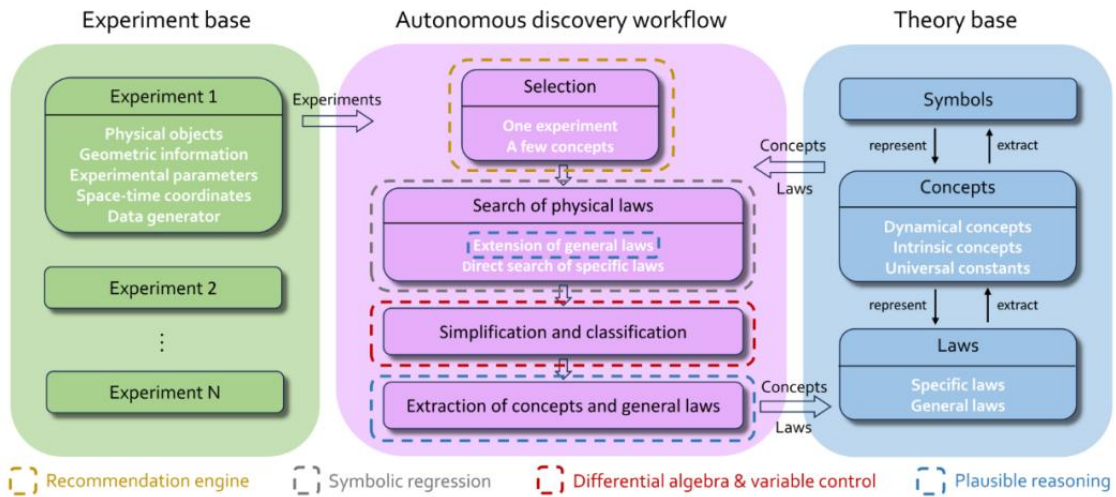 Experiment base
Autonomous discovery workflow
Theory base
Experiment 1
Physical objects
Geometric information
Experimental parameters
Space-time coordinates
Data generator
Experiment 2
⋮
Experiment N
Experiments
Selection
One experiment
A few concepts
Search of physical laws
Extension of general laws
Direct search of specific laws
Simplification and classification
Extraction of concepts and general laws
Concepts
Laws
Concepts
Laws
Symbols
represent
extract
Concepts
Dynamical concepts
Intrinsic concepts
Universal constants
represent
extract
Laws
Specific laws
General laws
Recommendation engine
Symbolic regression
Differential algebra & variable control
Plausible reasoning